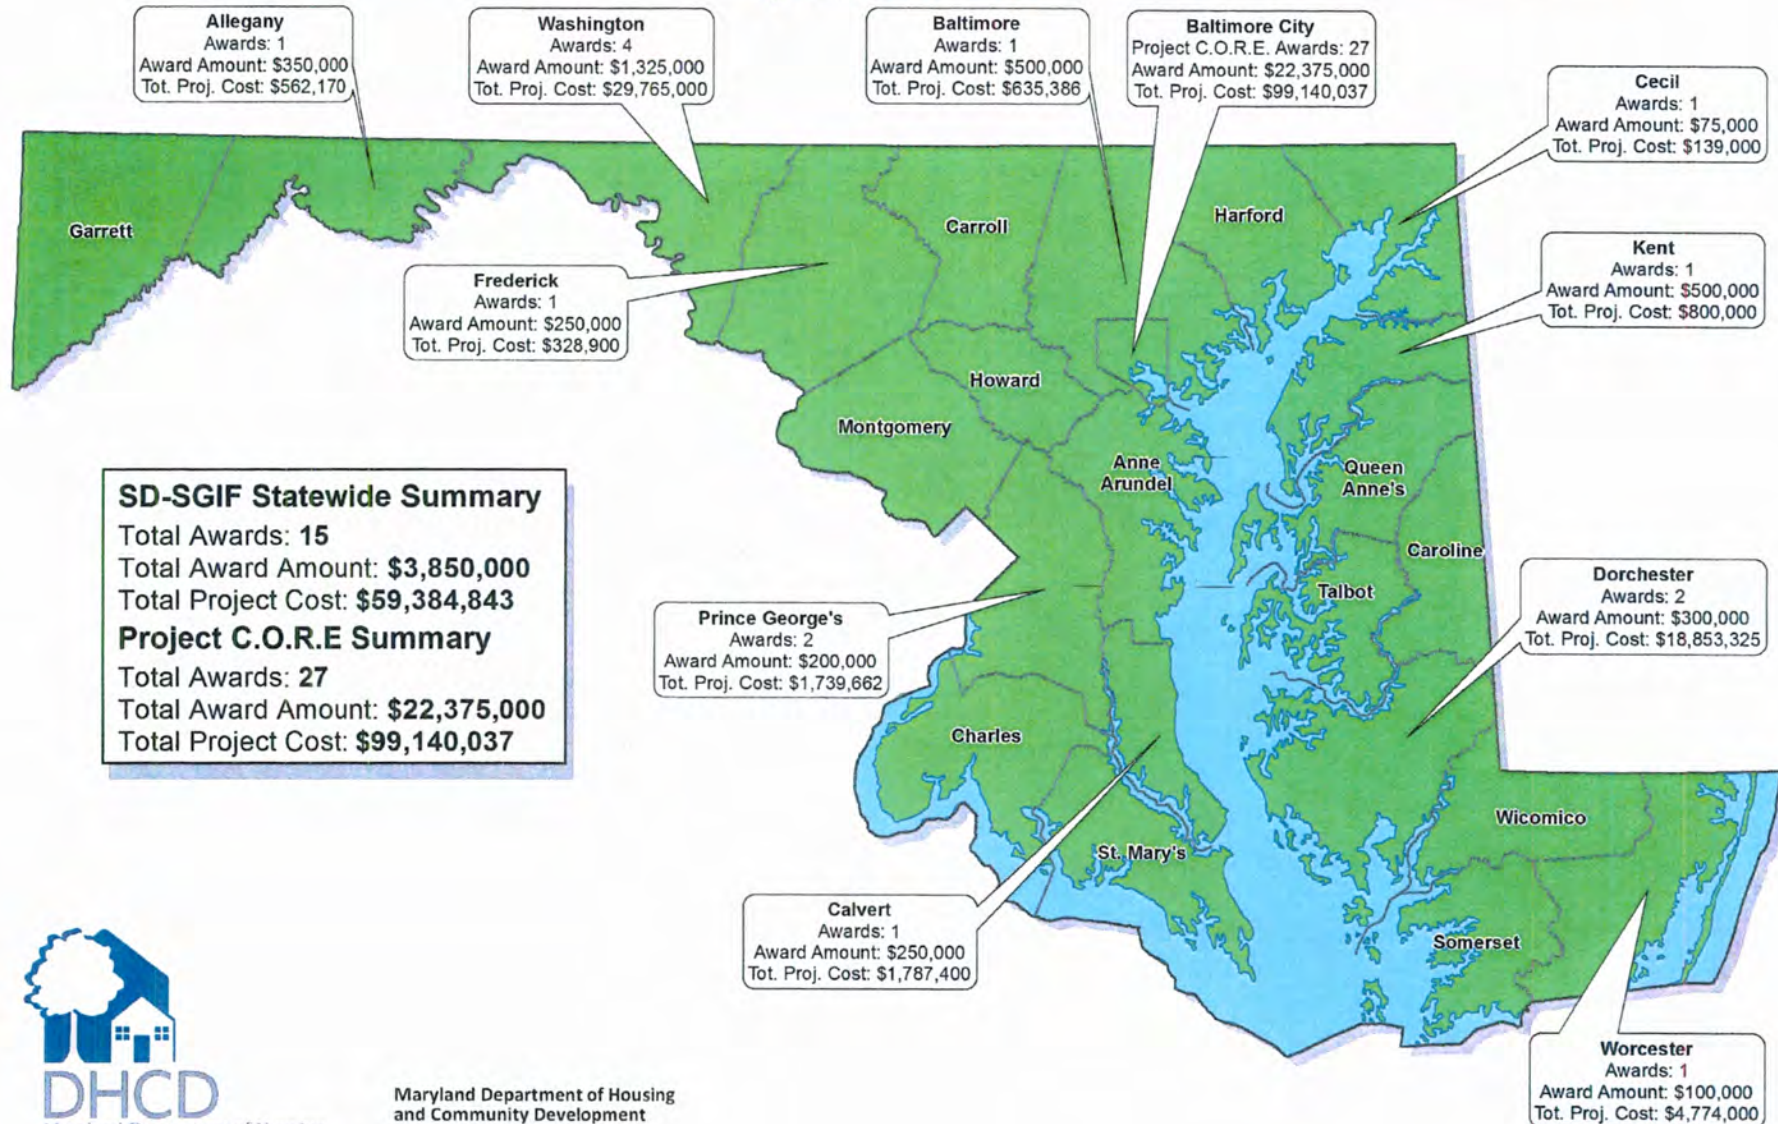 Allegany
Awards: 1
Award Amount: $350,000
Tot. Proj. Cost: $562,170
Washington
Awards: 4
Award Amount: $1,325,000
Tot. Proj. Cost: $29,765,000
Baltimore
Awards: 1
Award Amount: $500,000
Tot. Proj. Cost: $635,386
Baltimore City
Project C.O.R.E. Awards: 27
Award Amount: $22,375,000
Tot. Proj. Cost: $99,140,037
Cecil
Awards: 1
Award Amount: $75,000
Tot. Proj. Cost: $139,000
Garrett
Carroll
Harford
Frederick
Awards: 1
Award Amount: $250,000
Tot. Proj. Cost: $328,900
Kent
Awards: 1
Award Amount: $500,000
Tot. Proj. Cost: $800,000
Howard
Montgomery
Anne
Arundel
Queen
Anne's
Caroline
Talbot
SD-SGIF Statewide Summary
Total Awards: 15
Total Award Amount: $3,850,000
Total Project Cost: $59,384,843
Project C.O.R.E Summary
Total Awards: 27
Total Award Amount: $22,375,000
Total Project Cost: $99,140,037
Prince George's
Awards: 2
Award Amount: $200,000
Tot. Proj. Cost: $1,739,662
Dorchester
Awards: 2
Award Amount: $300,000
Tot. Proj. Cost: $18,853,325
Charles
St. Mary's
Wicomico
Somerset
Calvert
Awards: 1
Award Amount: $250,000
Tot. Proj. Cost: $1,787,400
Worcester
Awards: 1
Award Amount: $100,000
Tot. Proj. Cost: $4,774,000
DHCD
Maryland Department of Housing
and Community Development